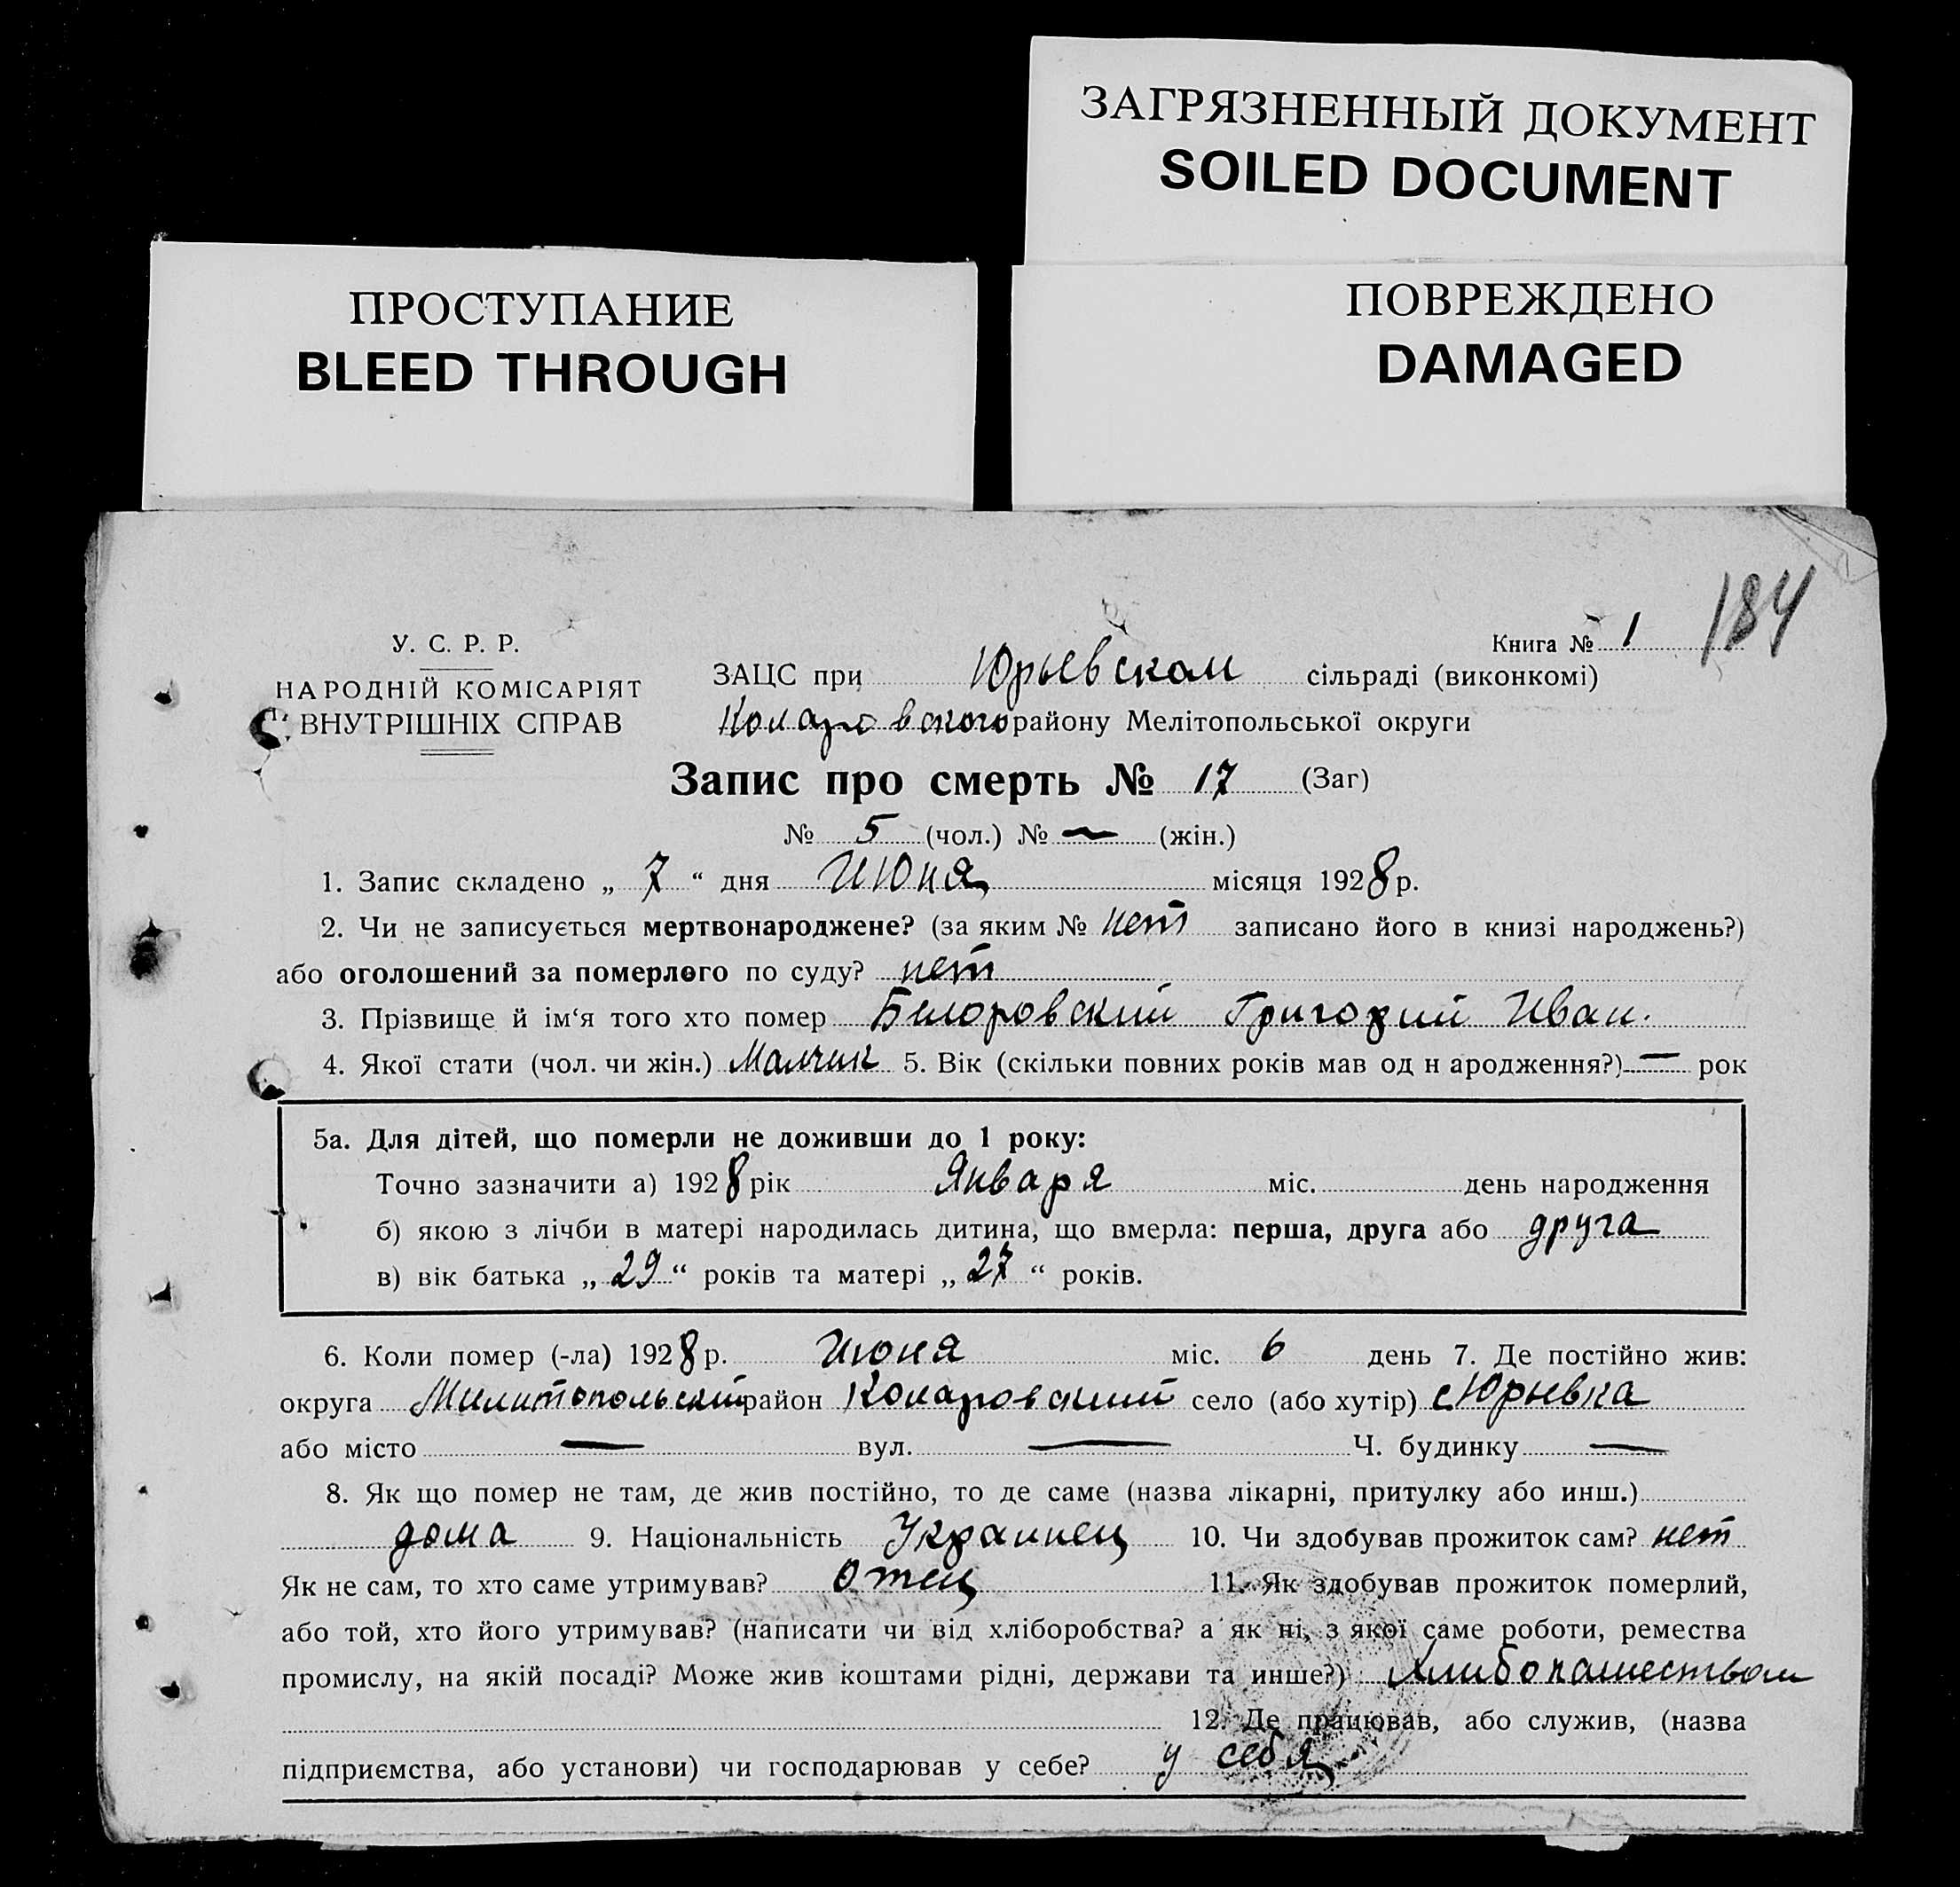 ЗАГРЯЗНЕННЫЙ ДОКУМЕНТ
SOILED DOCUMENT
ПРОСТУПАНИЕ
BLEED THROUGH
ПОВРЕЖДЕНО
DAMAGED
184
У. С. Р. Р.
НАРОДНІЙ КОМІСАРІЯТ
ВНУТРІШНІХ СПРАВ
Книга № 1
ЗАЦС при Юрьевском сільраді (виконкомі)
Коларовского району Мелітопольської округи
Запис про смерть № 17 (Заг)
№ 5 (чол.) № — (жін.)
1. Запис складено „ 7 “ дня Июня місяця 1928 р.
2. Чи не записується мертвонароджене? (за яким № нет записано його в книзі народжень?)
або оголошений за померлого по суду? нет
3. Прізвище й ім‘я того хто помер Билоровский Григорий Иван.
4. Якої стати (чол. чи жін.) Малчик 5. Вік (скільки повних років мав од н ародження?) — рок
5а. Для дітей, що померли не доживши до 1 року:
Точно зазначити а) 1928 рік Января міс. день народження
б) якою з лічби в матері народилась дитина, що вмерла: перша, друга або друга
в) вік батька „ 29 “ років та матері „ 27 “ років.
6. Коли помер (-ла) 1928 р. Июня міс. 6 день 7. Де постійно жив:
округа Милитопольский район Коларовский село (або хутір) с Юрьевка
або місто — вул. — Ч. будинку —
8. Як що помер не там, де жив постійно, то де саме (назва лікарні, притулку або инш.)
дома 9. Національність Украинец 10. Чи здобував прожиток сам? нет
Як не сам, то хто саме утримував? Отец 11. Як здобував прожиток померлий,
або той, хто його утримував? (написати чи від хліборобства? а як ні, з якої саме роботи, ремества
промислу, на якій посаді? Може жив коштами рідні, держави та инше?) Хлибопашеством
12. Де працював, або служив, (назва
підприємства, або установи) чи господарював у себе? у себя